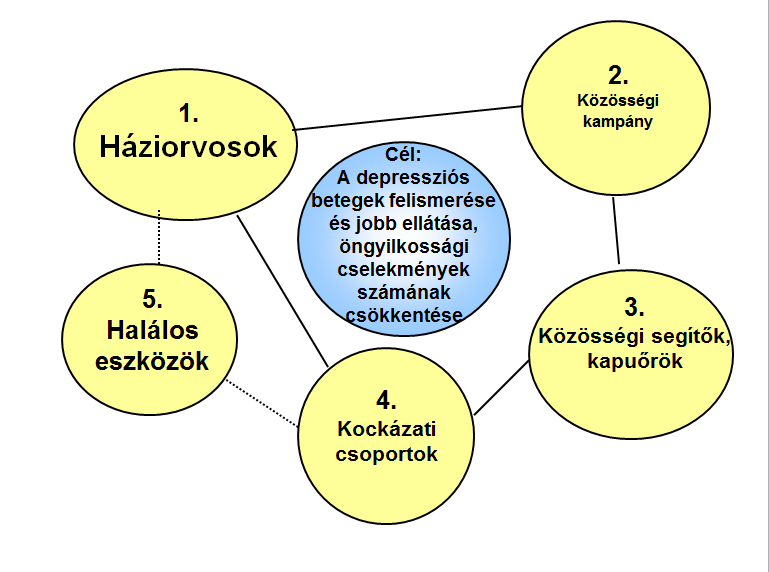 1.
Háziorvosok
2.
Közösségi
kampány
Cél:
A depressziós
betegek felismerése
és jobb ellátása,
öngyilkossági
cselekmények
számának
csökkentése
3.
Közösségi segítők,
kapuőrök
4.
Kockázati
csoportok
5.
Halálos
eszközök